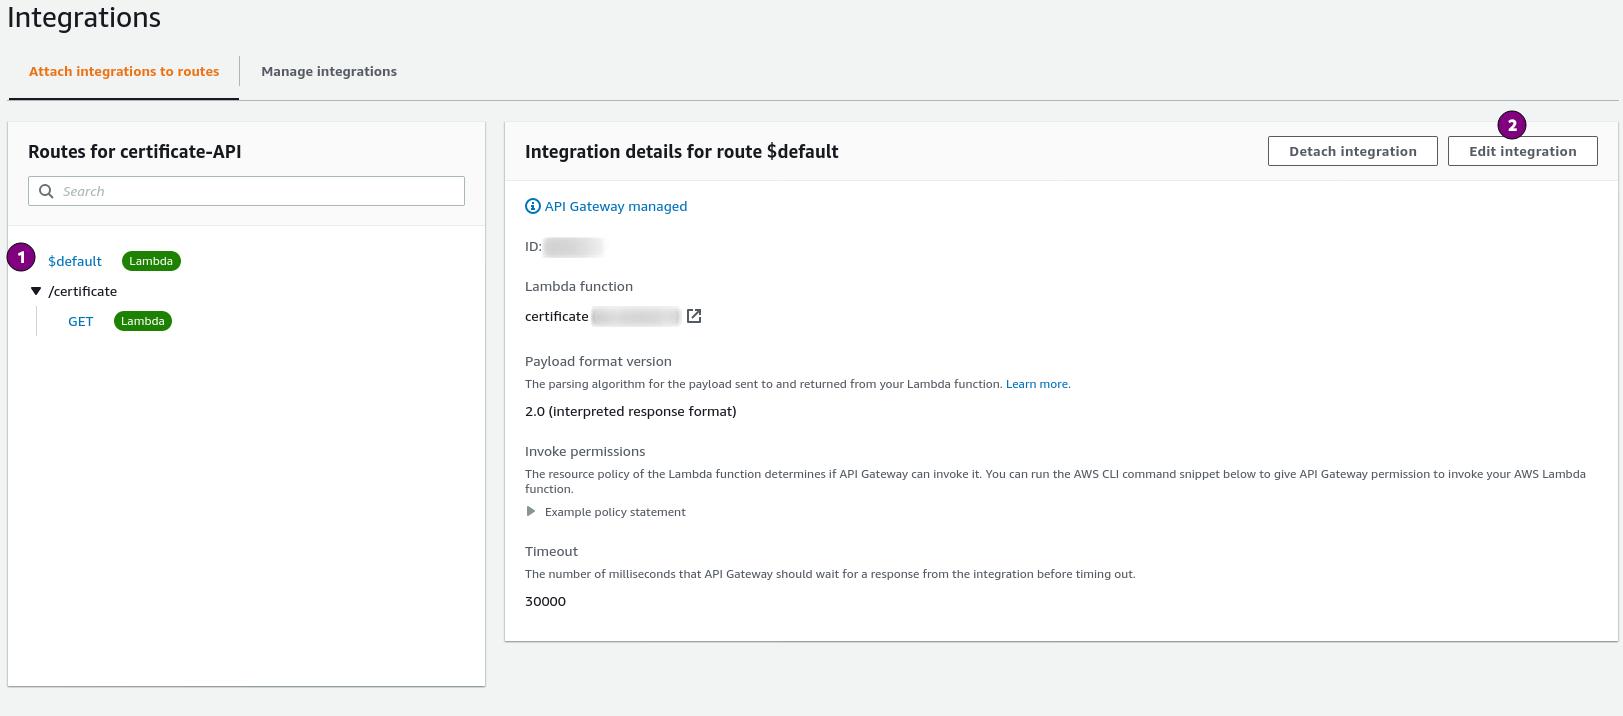 Integrations
Attach integrations to routes
Manage integrations
Routes for certificate-API
Search
1
$default
Lambda
/certificate
GET
Lambda
2
Integration details for route $default
Detach integration
Edit integration
API Gateway managed
ID:
Lambda function
certificate
Payload format version
The parsing algorithm for the payload sent to and returned from your Lambda function. Learn more.
2.0 (interpreted response format)
Invoke permissions
The resource policy of the Lambda function determines if API Gateway can invoke it. You can run the AWS CLI command snippet below to give API Gateway permission to invoke your AWS Lambda
function.
Example policy statement
Timeout
The number of milliseconds that API Gateway should wait for a response from the integration before timing out.
30000